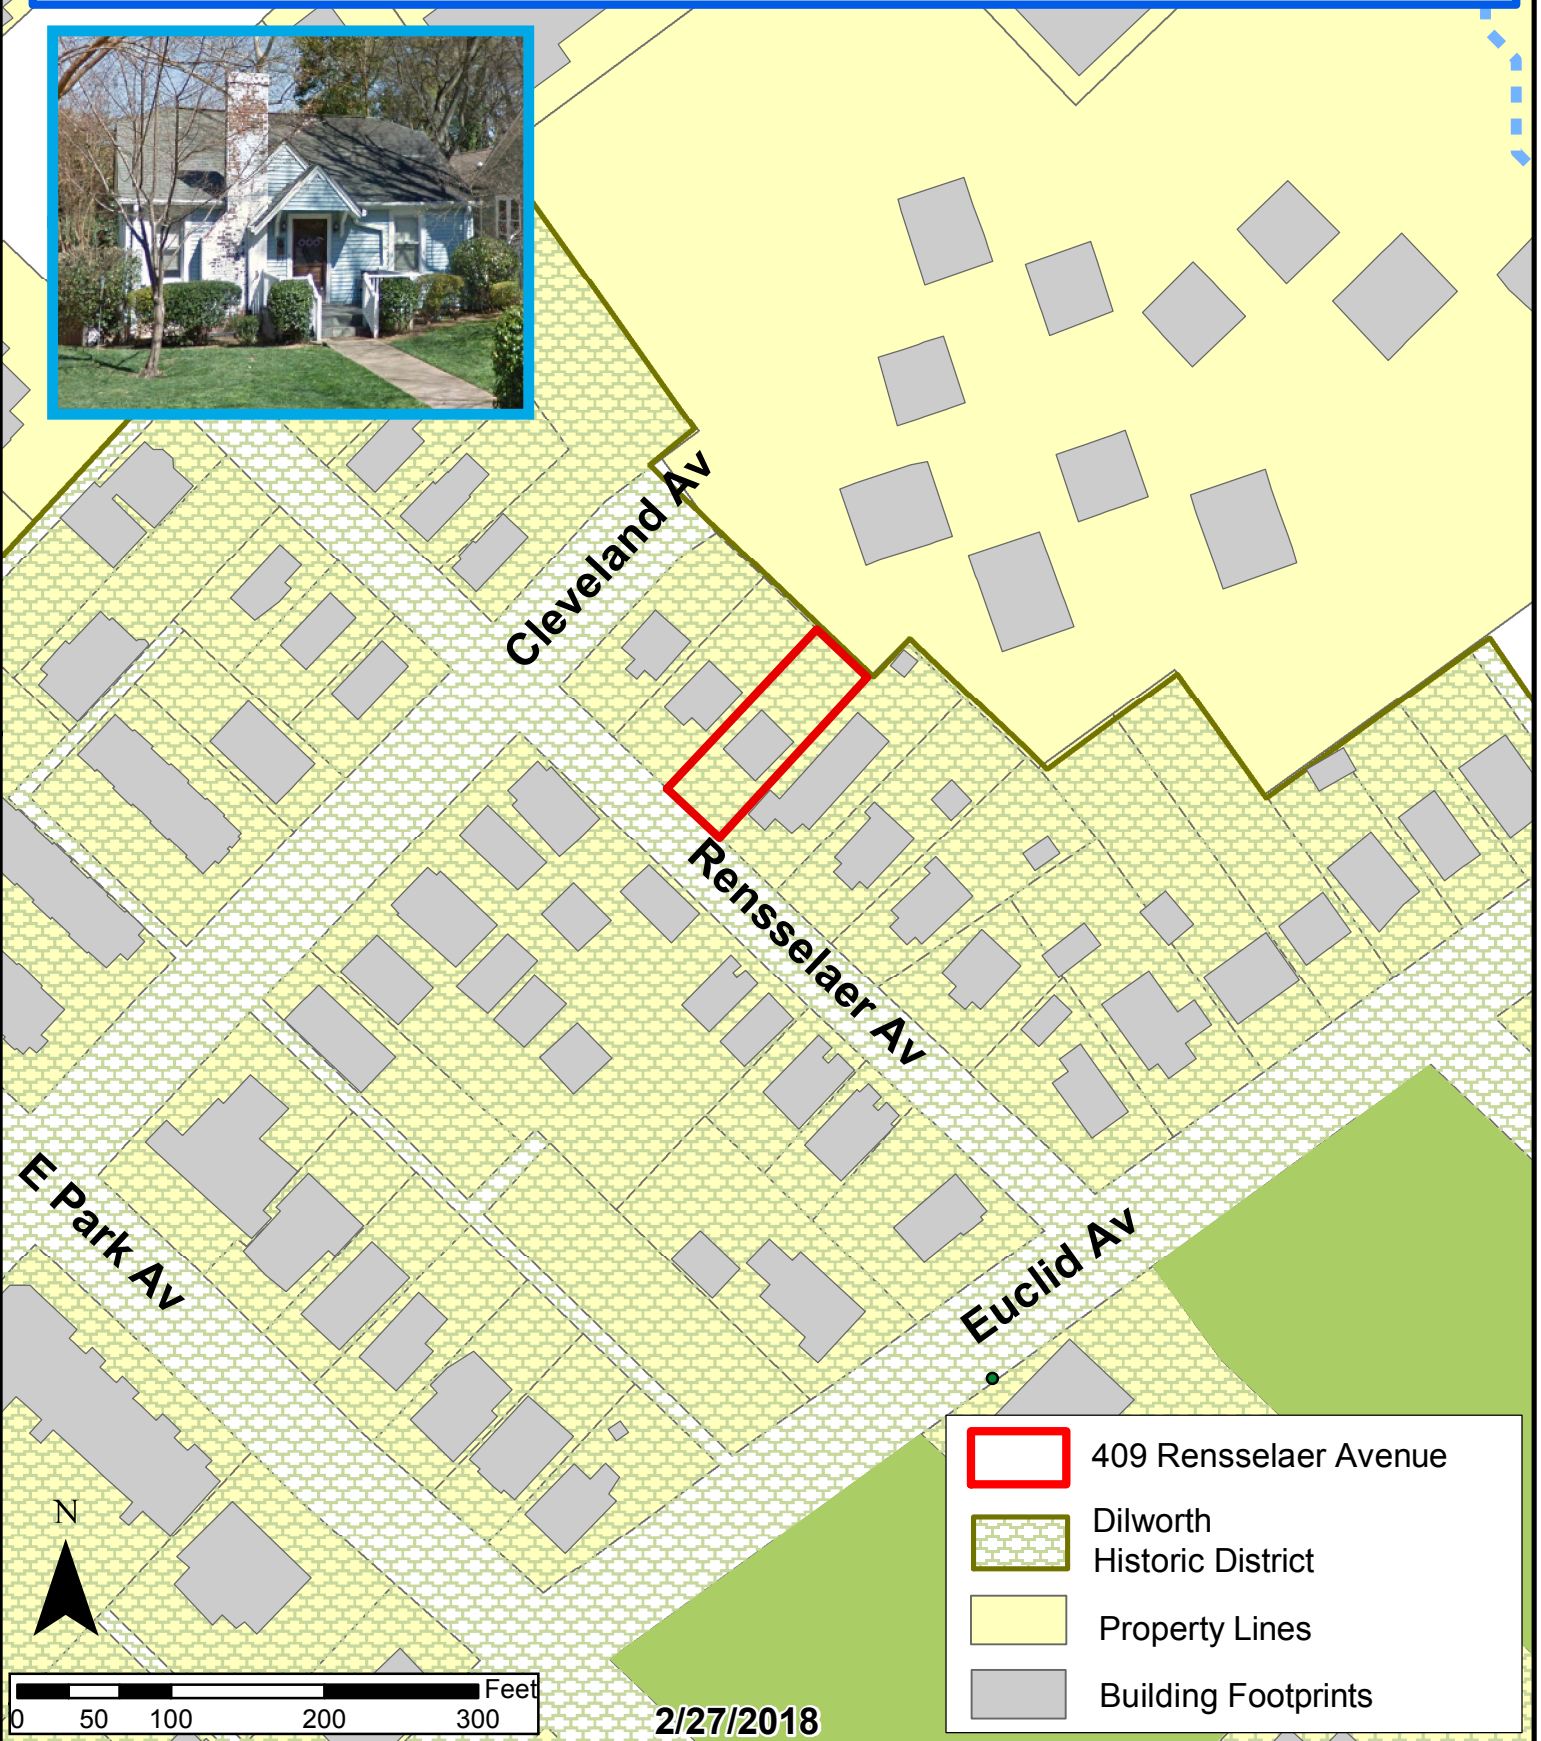 Cleveland Av
Rensselaer Av
E Park Av
Euclid Av
409 Rensselaer Avenue
Dilworth
Historic District
Property Lines
Building Footprints
N
Feet
0 50 100 200 300
2/27/2018